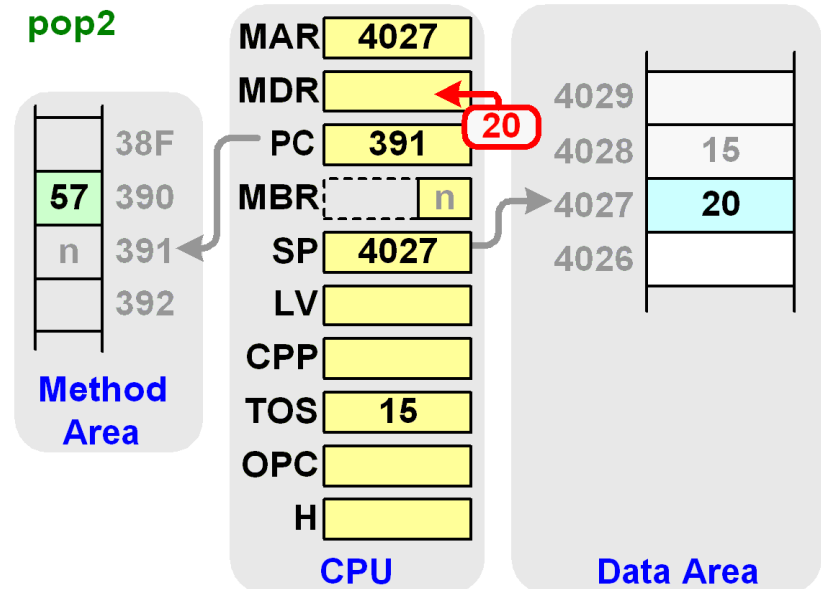 pop2
38F
57 390
n 391
392
Method
Area
MAR 4027
MDR
20
PC 391
MBR n
SP 4027
LV
CPP
TOS 15
OPC
H
CPU
4029
4028 15
4027 20
4026
Data Area